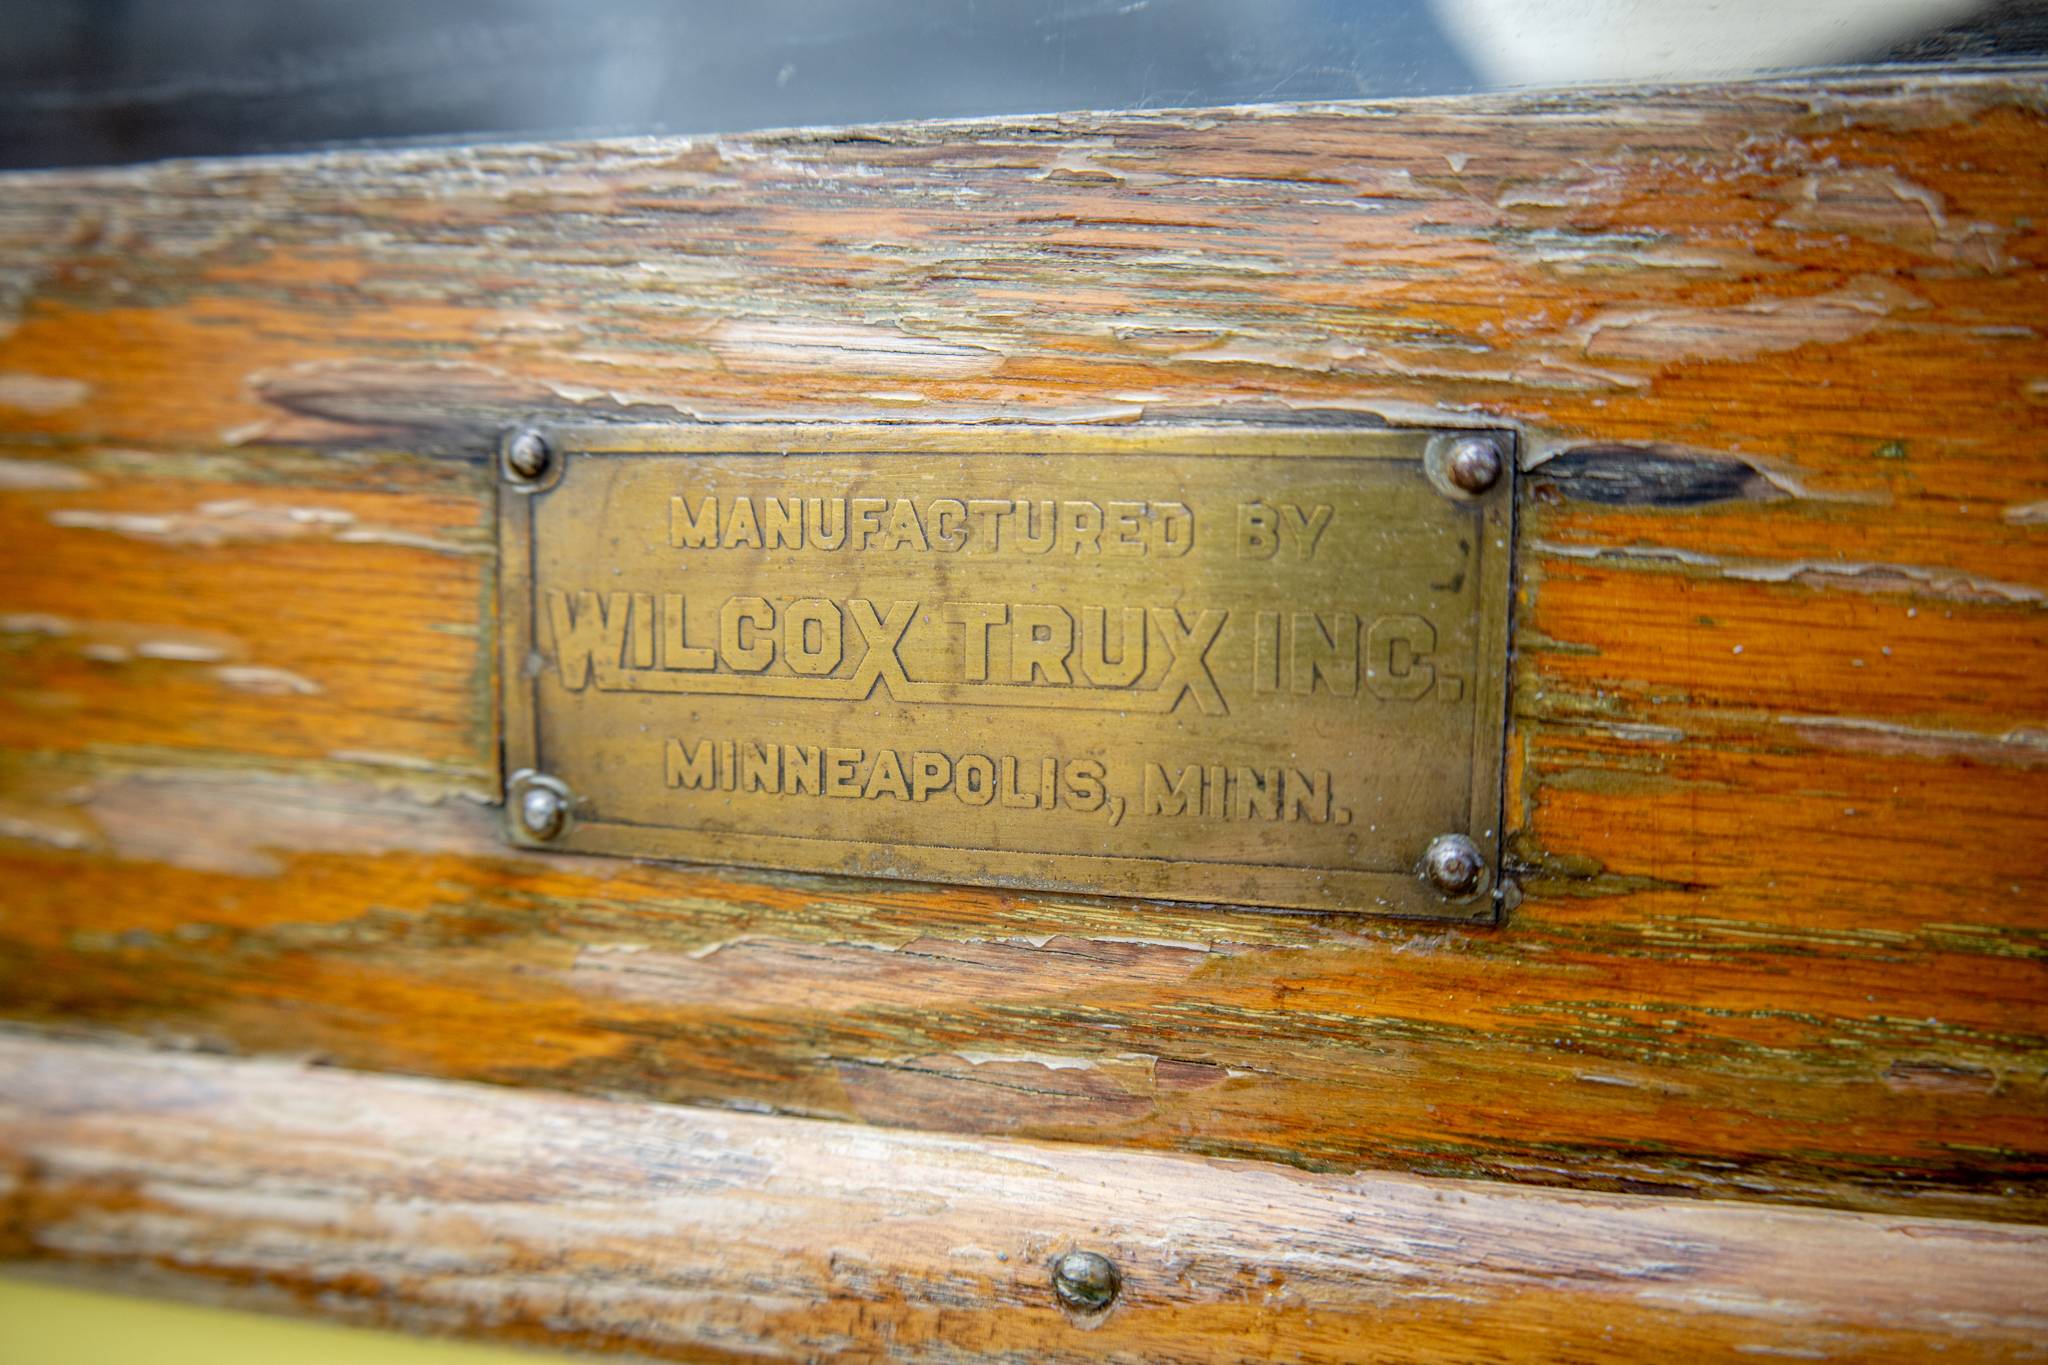 MANUFACTURED BY
WILCOX TRUX INC.
MINNEAPOLIS, MINN.